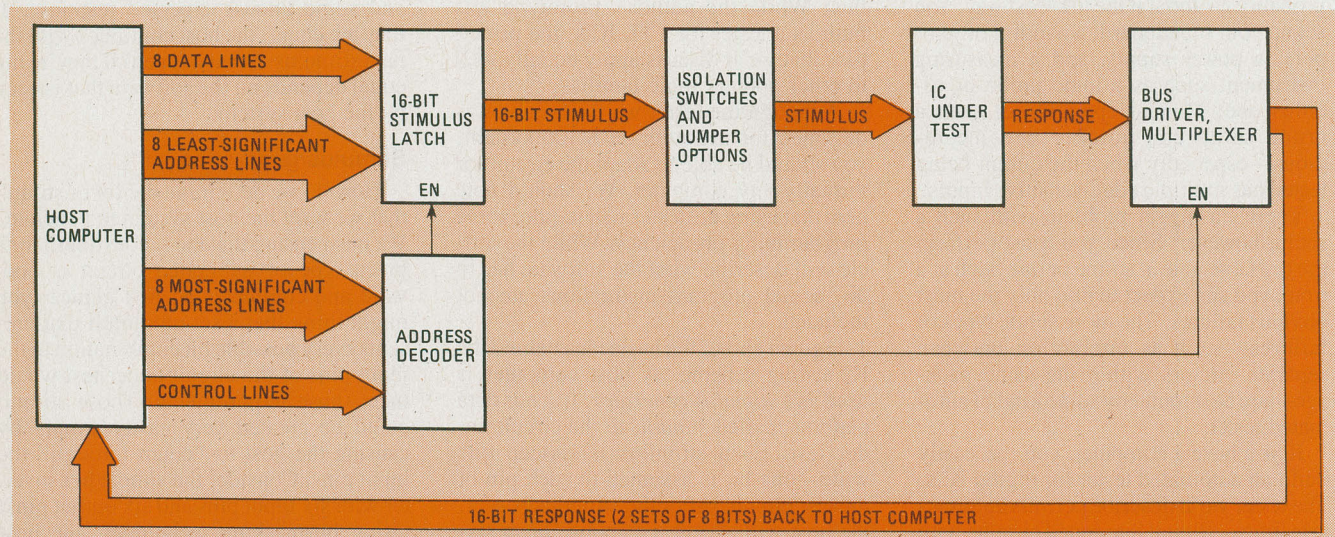 8 DATA LINES
8 LEAST-SIGNIFICANT
ADDRESS LINES
HOST
COMPUTER
8 MOST-SIGNIFICANT
ADDRESS LINES
CONTROL LINES
16-BIT
STIMULUS
LATCH
EN
ADDRESS
DECODER
16-BIT STIMULUS
ISOLATION
SWITCHES
AND
JUMPER
OPTIONS
STIMULUS
IC
UNDER
TEST
RESPONSE
BUS
DRIVER,
MULTIPLEXER
EN
16-BIT RESPONSE (2 SETS OF 8 BITS) BACK TO HOST COMPUTER